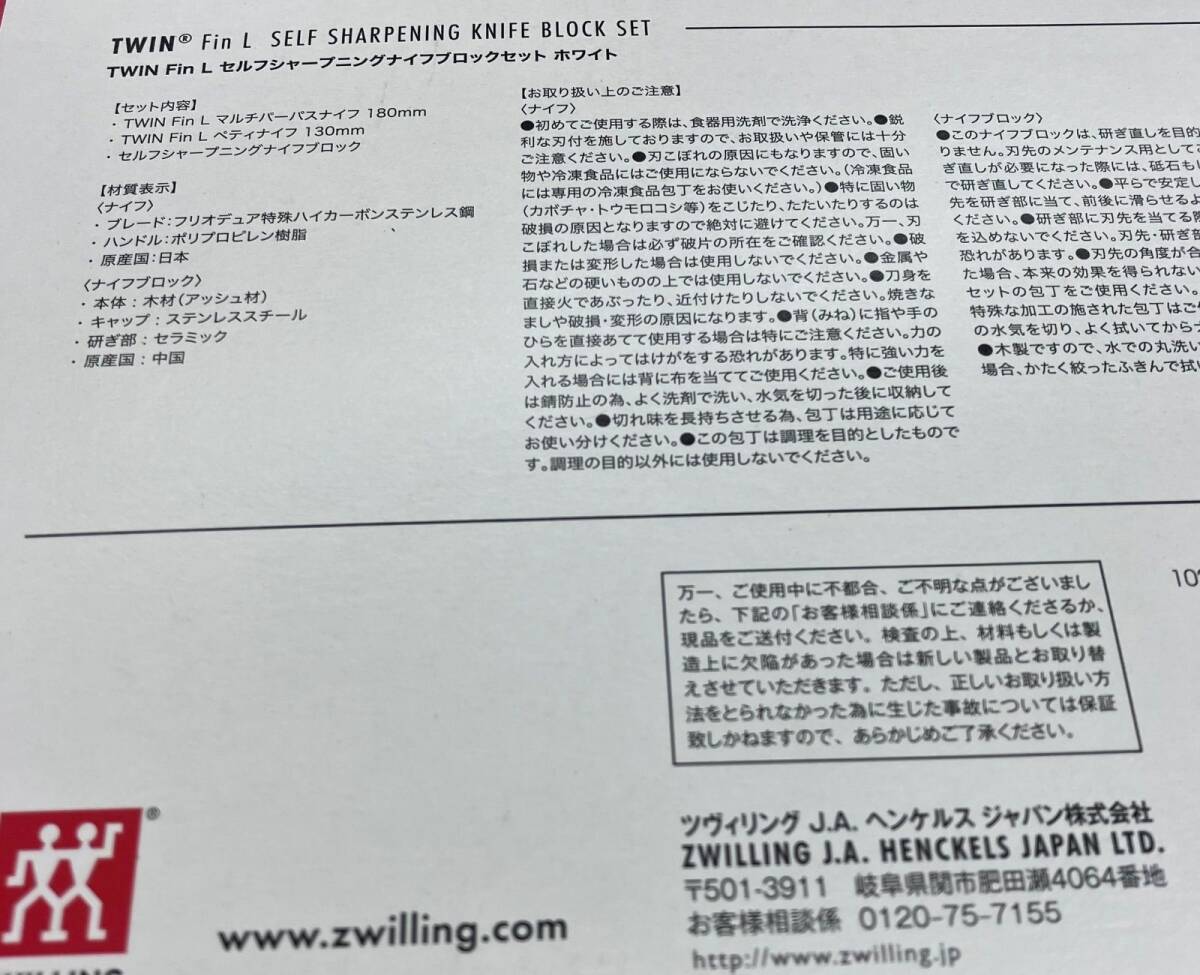 TWIN® Fin L SELF SHARPENING KNIFE BLOCK SET
TWIN Fin L セルフシャープニングナイフブロックセット ホワイト
【セット内容】
・TWIN Fin L マルチパーパスナイフ 180mm
・TWIN Fin L ペティナイフ 130mm
・セルフシャープニングナイフブロック
【材質表示】
〈ナイフ〉
・ブレード:フリオデュア特殊ハイカーボンステンレス鋼
・ハンドル:ポリプロピレン樹脂
・原産国:日本
〈ナイフブロック〉
・本体:木材(アッシュ材)
・キャップ:ステンレススチール
・研ぎ部:セラミック
・原産国:中国
【お取り扱い上のご注意】
〈ナイフ〉
●初めてご使用する際は、食器用洗剤で洗浄ください。●鋭
利な刃付を施しておりますので、お取扱いや保管には十分
ご注意ください。●刃こぼれの原因にもなりますので、固い
物や冷凍食品にはご使用にならないでください。(冷凍食品
には専用の冷凍食品包丁をお使いください。)●特に固い物
(カボチャ・トウモロコシ等)をこじたり、たたいたりするのは
破損の原因となりますので絶対に避けてください。万一、刃
こぼれした場合は必ず破片の所在をご確認ください。●破
損または変形した場合は使用しないでください。●金属や
石などの硬いものの上では使用しないでください。●刀身を
直接火であぶったり、近付けたりしないでください。焼きな
ましや破損・変形の原因になります。●背(みね)に指や手の
ひらを直接あてて使用する場合は特にご注意ください。力の
入れ方によってはけがをする恐れがあります。特に強い力を
入れる場合には背に布を当ててご使用ください。●ご使用後
は錆防止の為、よく洗剤で洗い、水気を切った後に収納して
ください。●切れ味を長持ちさせる為、包丁は用途に応じて
お使い分けください。●この包丁は調理を目的としたもので
す。調理の目的以外には使用しないでください。
〈ナイフブロック〉
●このナイフブロックは、研ぎ直しを目的
りません。刃先のメンテナンス用としてご
ぎ直しが必要になった際には、砥石もし
で研ぎ直してください。●平らで安定し
先を研ぎ部に当て、前後に滑らせるよ
ください。●研ぎ部に刃先を当てる際
を込めないでください。刃先・研ぎ部
恐れがあります。●刃先の角度が合
た場合、本来の効果を得られない
セットの包丁をご使用ください。
特殊な加工の施された包丁はご
の水気を切り、よく拭いてから
●木製ですので、水での丸洗い
場合、かたく絞ったふきんで拭い
万一、ご使用中に不都合、ご不明な点がございまし
たら、下記の「お客様相談係」にご連絡くださるか、
現品をご送付ください。検査の上、材料もしくは製
造上に欠陥があった場合は新しい製品とお取り替
えさせていただきます。ただし、正しいお取り扱い方
法をとられなかった為に生じた事故については保証
致しかねますので、あらかじめご了承ください。
®
www.zwilling.com
ツヴィリング J.A. ヘンケルス ジャパン株式会社
ZWILLING J.A. HENCKELS JAPAN LTD.
〒501-3911 岐阜県関市肥田瀬4064番地
お客様相談係 0120-75-7155
http://www.zwilling.jp